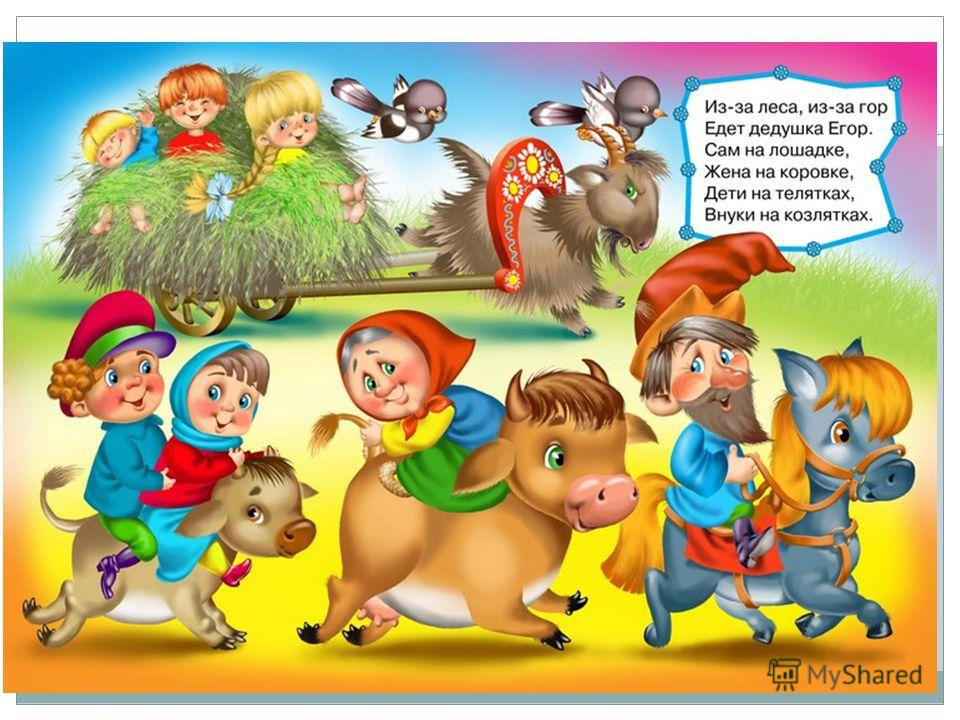 Из-за леса, из-за гор
Едет дедушка Егор.
Сам на лошадке,
Жена на коровке,
Дети на телятках,
Внуки на козлятках.
MyShared